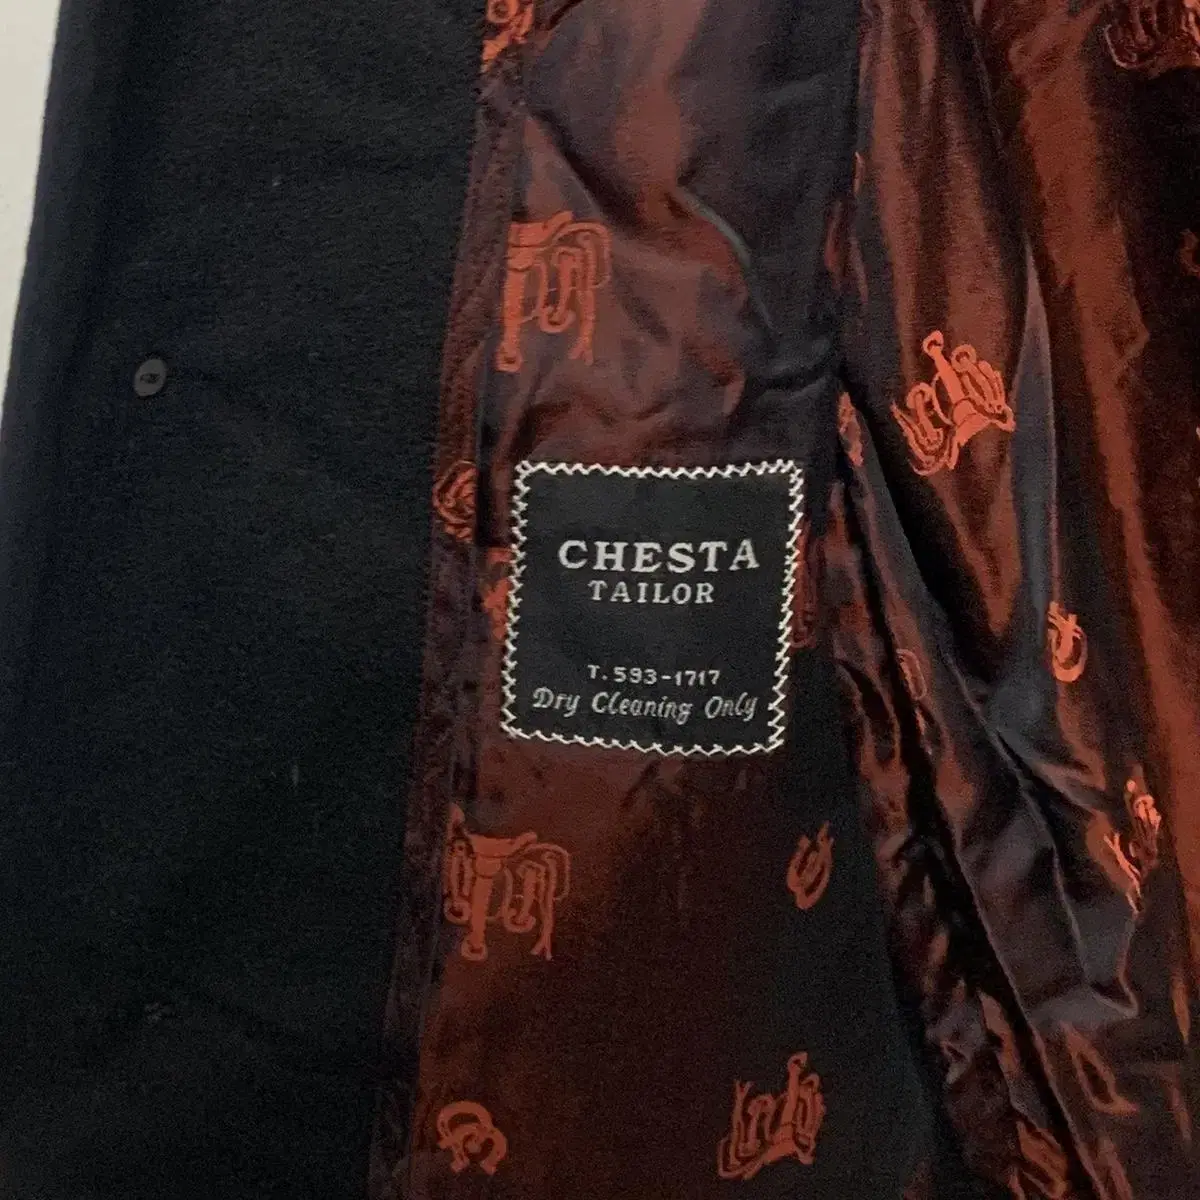 CHESTA
TAILOR
T. 593-1717
Dry Cleaning Only